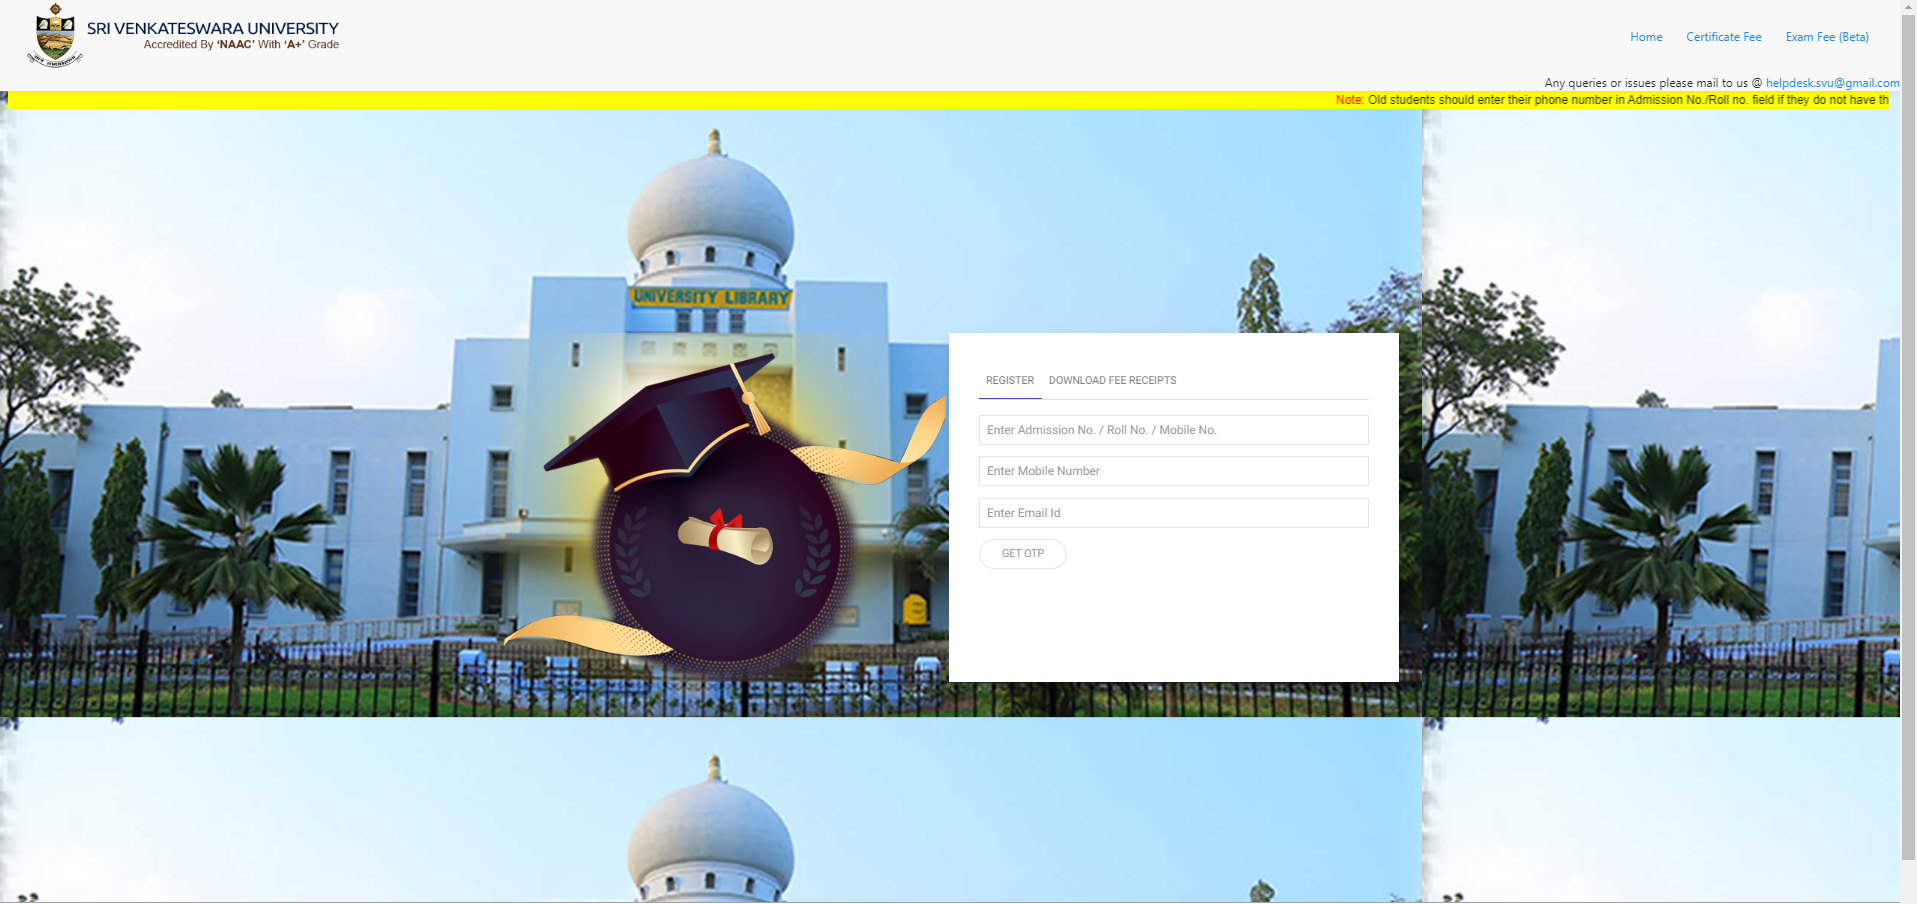 SRI VENKATESWARA UNIVERSITY
Accredited By ‘NAAC’ With ‘A+’ Grade
Home Certificate Fee Exam Fee (Beta)
Any queries or issues please mail to us @ helpdesk.svu@gmail.com
Note: Old students should enter their phone number in Admission No./Roll no. field if they do not have th
UNIVERSITY LIBRARY
REGISTER DOWNLOAD FEE RECEIPTS
Enter Admission No. / Roll No. / Mobile No.
Enter Mobile Number
Enter Email Id
GET OTP